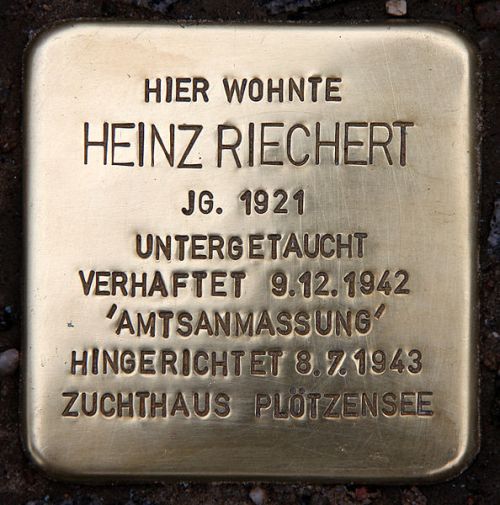 HIER WOHNTE
HEINZ RIECHERT
JG. 1921
UNTERGETAUCHT
VERHAFTET 9.12.1942
'AMTSANMASSUNG'
HINGERICHTET 8.7.1943
ZUCHTHAUS PLÖTZENSEE